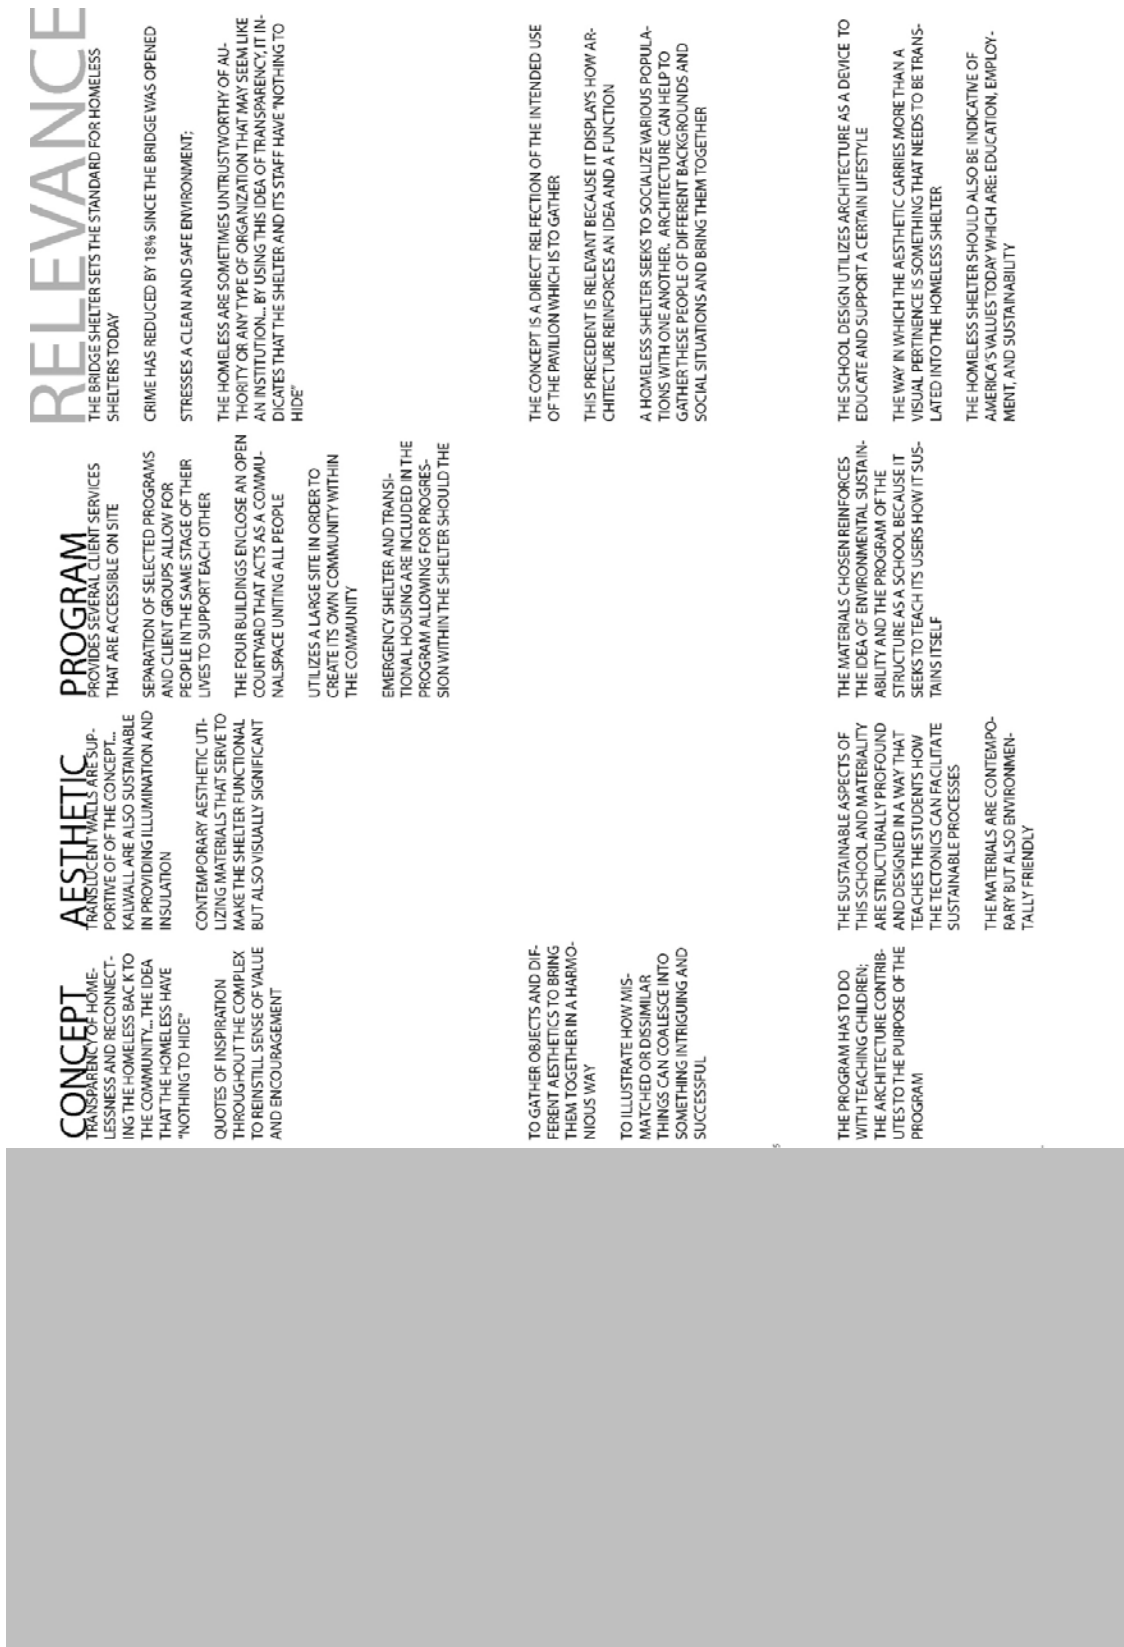 CONCEPT
TRANSPARENCY OF HOME-
LESSNESS AND RECONNECT-
ING THE HOMELESS BACK TO
THE COMMUNITY... THE IDEA
THAT THE HOMELESS HAVE
"NOTHING TO HIDE"
QUOTES OF INSPIRATION
THROUGHOUT THE COMPLEX
TO REINSTILL SENSE OF VALUE
AND ENCOURAGEMENT
AESTHETIC
TRANSLUCENT WALLS ARE SUP-
PORTIVE OF OF THE CONCEPT...
KALWALL ARE ALSO SUSTAINABLE
IN PROVIDING ILLUMINATION AND
INSULATION
CONTEMPORARY AESTHETIC UTI-
LIZING MATERIALS THAT SERVE TO
MAKE THE SHELTER FUNCTIONAL
BUT ALSO VISUALLY SIGNIFICANT
PROGRAM
PROVIDES SEVERAL CLIENT SERVICES
THAT ARE ACCESSIBLE ON SITE
SEPARATION OF SELECTED PROGRAMS
AND CLIENT GROUPS ALLOW FOR
PEOPLE IN THE SAME STAGE OF THEIR
LIVES TO SUPPORT EACH OTHER
THE FOUR BUILDINGS ENCLOSE AN OPEN
COURTYARD THAT ACTS AS A COMMU-
NALSPACE UNITING ALL PEOPLE
UTILIZES A LARGE SITE IN ORDER TO
CREATE ITS OWN COMMUNITY WITHIN
THE COMMUNITY
EMERGENCY SHELTER AND TRANSI-
TIONAL HOUSING ARE INCLUDED IN THE
PROGRAM ALLOWING FOR PROGRES-
SION WITHIN THE SHELTER SHOULD THE
RELEVANCE
THE BRIDGE SHELTER SETS THE STANDARD FOR HOMELESS
SHELTERS TODAY
CRIME HAS REDUCED BY 18% SINCE THE BRIDGE WAS OPENED
STRESSES A CLEAN AND SAFE ENVIRONMENT;
THE HOMELESS ARE SOMETIMES UNTRUSTWORTHY OF AU-
THORITY OR ANY TYPE OF ORGANIZATION THAT MAY SEEM LIKE
AN INSTITUTION... BY USING THIS IDEA OF TRANSPARENCY, IT IN-
DICATES THAT THE SHELTER AND ITS STAFF HAVE "NOTHING TO
HIDE"
TO GATHER OBJECTS AND DIF-
FERENT AESTHETICS TO BRING
THEM TOGETHER IN A HARMO-
NIOUS WAY
TO ILLUSTRATE HOW MIS-
MATCHED OR DISSIMILAR
THINGS CAN COALESCE INTO
SOMETHING INTRIGUING AND
SUCCESSFUL
THE CONCEPT IS A DIRECT RELFECTION OF THE INTENDED USE
OF THE PAVILION WHICH IS TO GATHER
THIS PRECEDENT IS RELEVANT BECAUSE IT DISPLAYS HOW AR-
CHITECTURE REINFORCES AN IDEA AND A FUNCTION
A HOMELESS SHELTER SEEKS TO SOCIALIZE VARIOUS POPULA-
TIONS WITH ONE ANOTHER. ARCHITECTURE CAN HELP TO
GATHER THESE PEOPLE OF DIFFERENT BACKGROUNDS AND
SOCIAL SITUATIONS AND BRING THEM TOGETHER
THE PROGRAM HAS TO DO
WITH TEACHING CHILDREN;
THE ARCHITECTURE CONTRIB-
UTES TO THE PURPOSE OF THE
PROGRAM
THE SUSTAINABLE ASPECTS OF
THIS SCHOOL AND MATERIALITY
ARE STRUCTURALLY PROFOUND
AND DESIGNED IN A WAY THAT
TEACHES THE STUDENTS HOW
THE TECTONICS CAN FACILITATE
SUSTAINABLE PROCESSES
THE MATERIALS ARE CONTEMPO-
RARY BUT ALSO ENVIRONMEN-
TALLY FRIENDLY
THE MATERIALS CHOSEN REINFORCES
THE IDEA OF ENVIRONMENTAL SUSTAIN-
ABILITY AND THE PROGRAM OF THE
STRUCTURE AS A SCHOOL BECAUSE IT
SEEKS TO TEACH ITS USERS HOW IT SUS-
TAINS ITSELF
THE SCHOOL DESIGN UTILIZES ARCHITECTURE AS A DEVICE TO
EDUCATE AND SUPPORT A CERTAIN LIFESTYLE
THE WAY IN WHICH THE AESTHETIC CARRIES MORE THAN A
VISUAL PERTINENCE IS SOMETHING THAT NEEDS TO BE TRANS-
LATED INTO THE HOMELESS SHELTER
THE HOMELESS SHELTER SHOULD ALSO BE INDICATIVE OF
AMERICA'S VALUES TODAY WHICH ARE: EDUCATION, EMPLOY-
MENT, AND SUSTAINABILITY